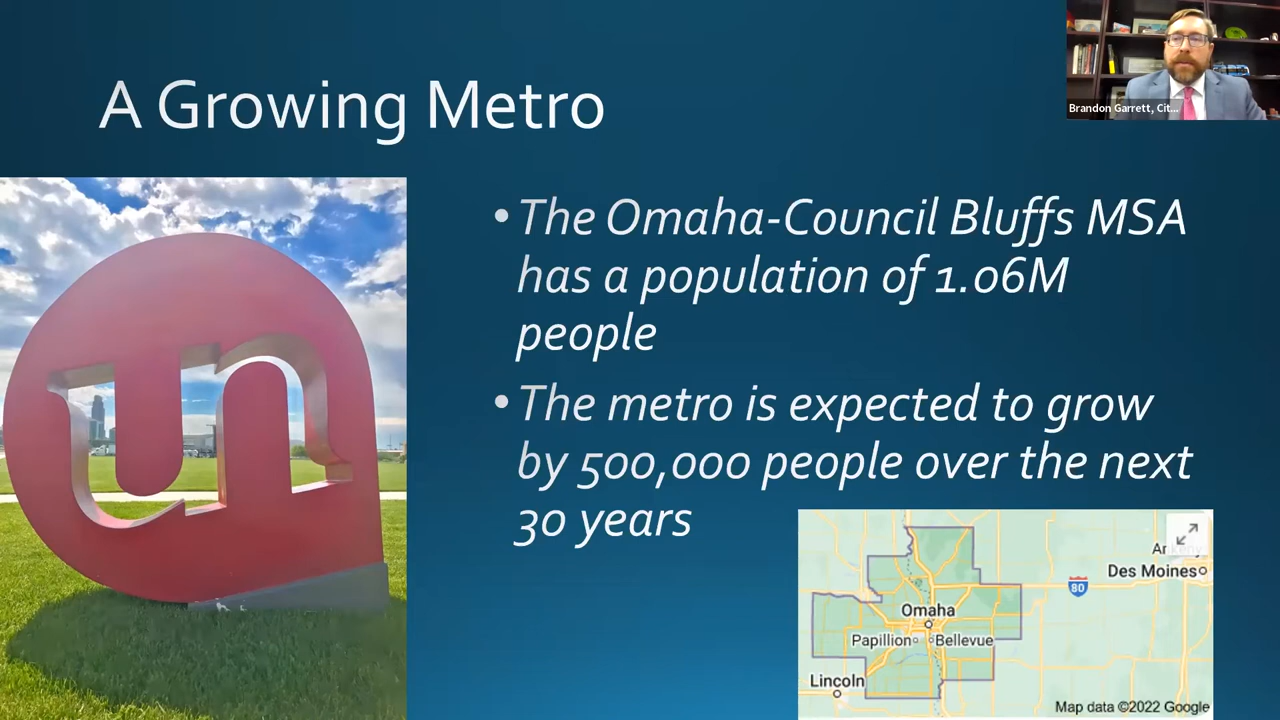 A Growing Metro
Brandon Garrett, Cit...
un
•The Omaha-Council Bluffs MSA
has a population of 1.06M
people
•The metro is expected to grow
by 500,000 people over the next
30 years
Des Moines
80
Omaha
Papillion
Bellevue
Lincoln
Map data ©2022 Google